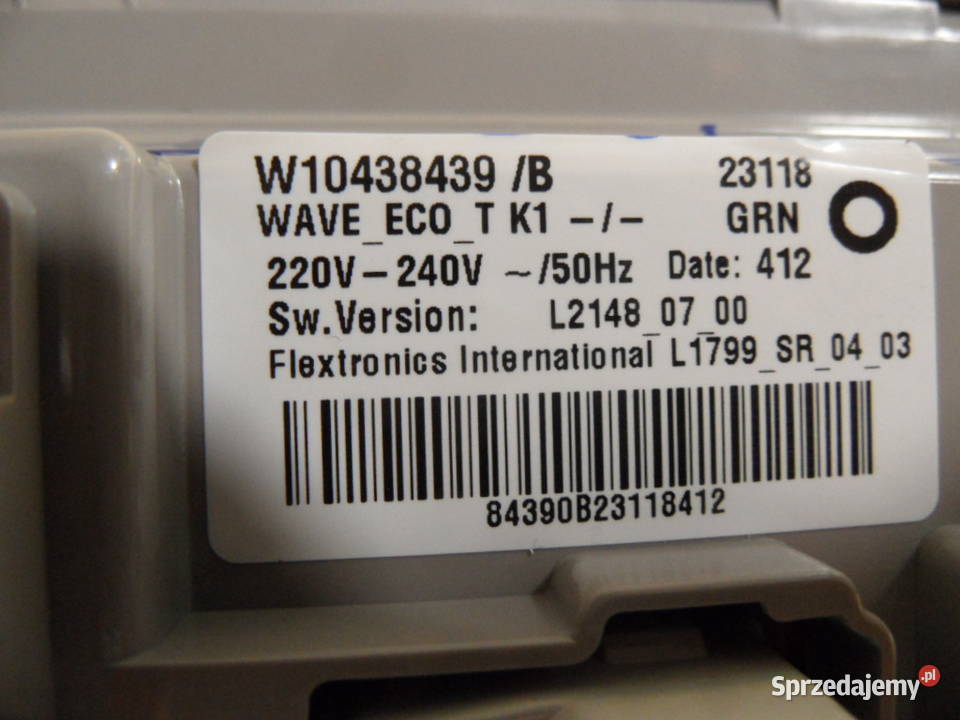 W10438439 /B 23118
WAVE_ECO_T K1 -/- GRN
220V-240V ~/50Hz Date: 412
Sw.Version: L2148_07_00
Flextronics International L1799_SR_04_03
84390B23118412
Sprzedajemy.pl